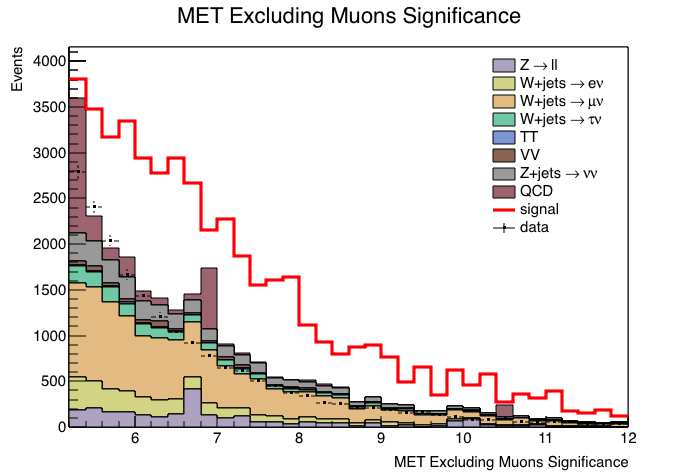 MET Excluding Muons Significance
Events
4000
3500
3000
2500
2000
1500
1000
500
0
6
7
8
9
10
11
12
MET Excluding Muons Significance
Z → ll
W+jets → eν
W+jets → μν
W+jets → τν
TT
VV
Z+jets → νν
QCD
signal
data